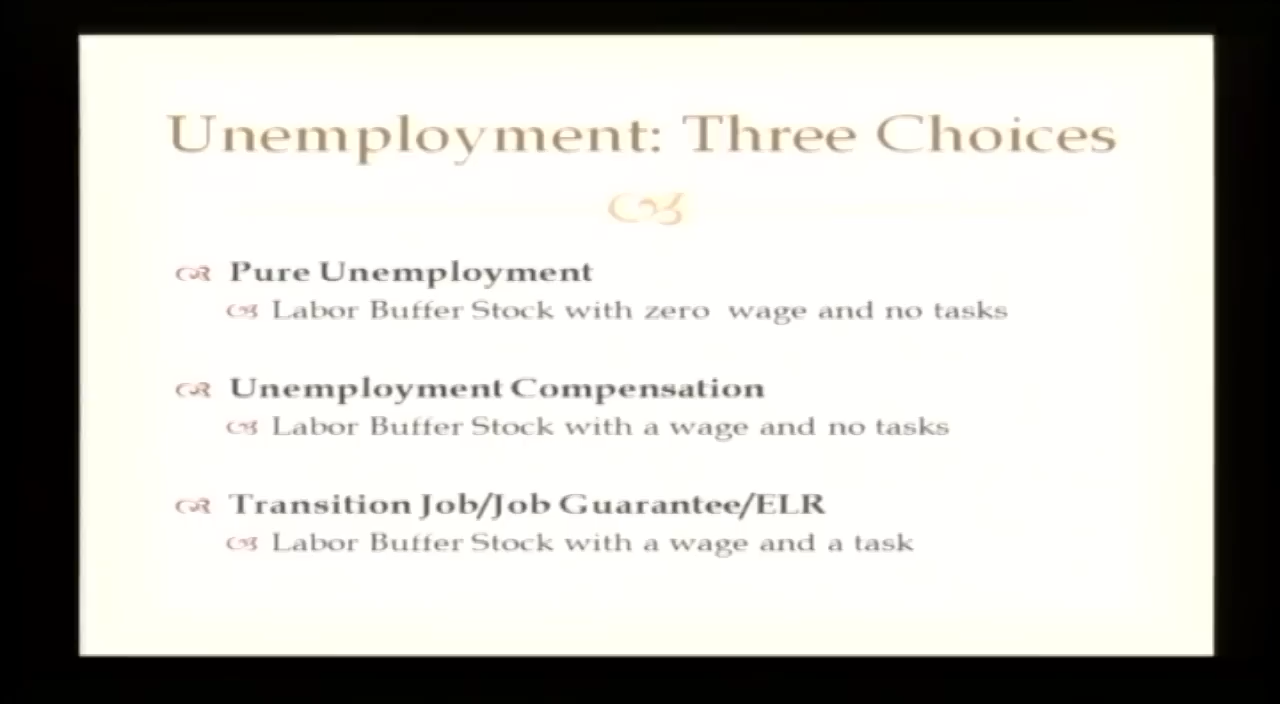 Unemployment: Three Choices
Pure Unemployment
Labor Buffer Stock with zero wage and no tasks
Unemployment Compensation
Labor Buffer Stock with a wage and no tasks
Transition Job/Job Guarantee/ELR
Labor Buffer Stock with a wage and a task